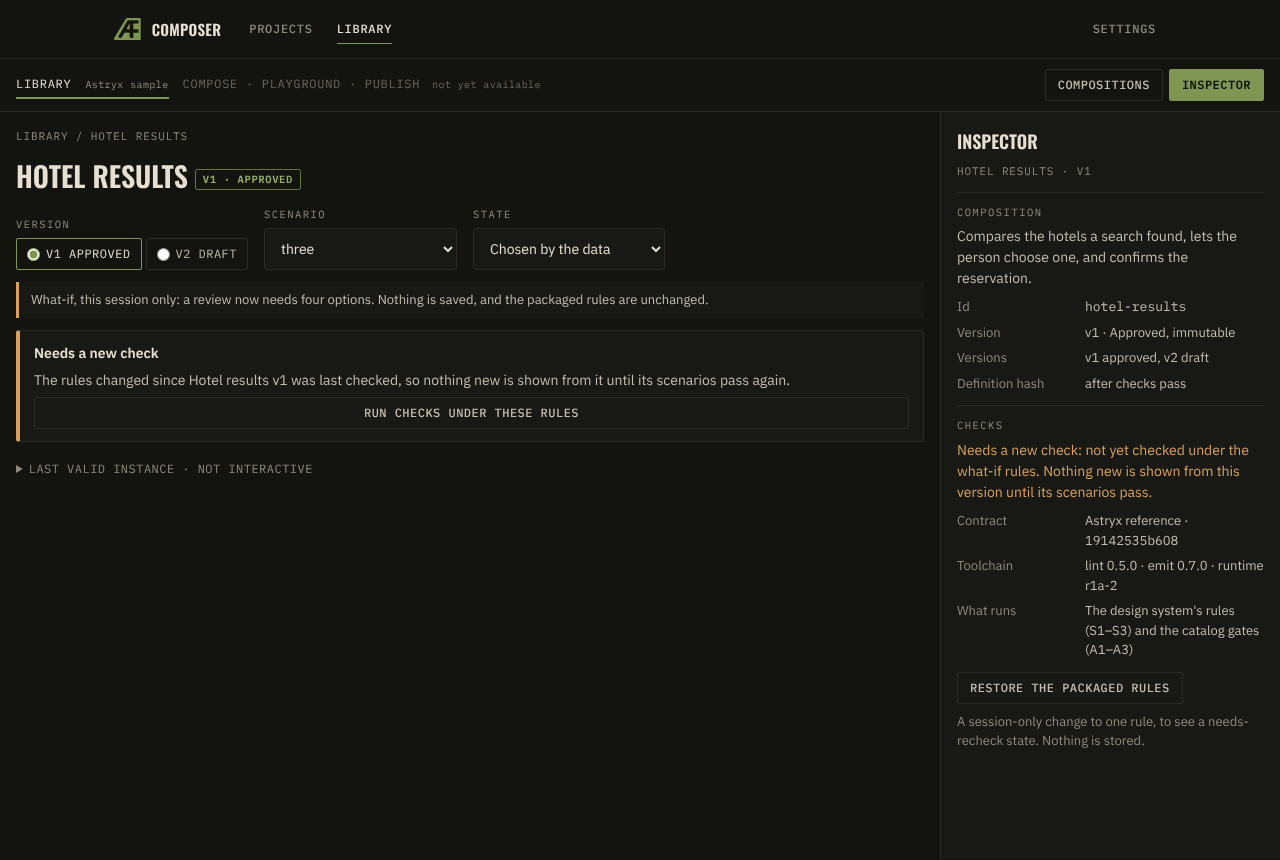 COMPOSER
PROJECTS
LIBRARY
SETTINGS
LIBRARY Astryx sample
COMPOSE · PLAYGROUND · PUBLISH not yet available
COMPOSITIONS
INSPECTOR
LIBRARY / HOTEL RESULTS
HOTEL RESULTS
V1 · APPROVED
VERSION
V1 APPROVED
V2 DRAFT
SCENARIO
three
STATE
Chosen by the data
What-if, this session only: a review now needs four options. Nothing is saved, and the packaged rules are unchanged.
Needs a new check
The rules changed since Hotel results v1 was last checked, so nothing new is shown from it until its scenarios pass again.
RUN CHECKS UNDER THESE RULES
LAST VALID INSTANCE · NOT INTERACTIVE
INSPECTOR
HOTEL RESULTS · V1
COMPOSITION
Compares the hotels a search found, lets the
person choose one, and confirms the
reservation.
Id hotel-results
Version v1 · Approved, immutable
Versions v1 approved, v2 draft
Definition hash after checks pass
CHECKS
Needs a new check: not yet checked under the
what-if rules. Nothing new is shown from this
version until its scenarios pass.
Contract Astryx reference ·
19142535b608
Toolchain lint 0.5.0 · emit 0.7.0 · runtime
r1a-2
What runs The design system's rules
(S1–S3) and the catalog gates
(A1–A3)
RESTORE THE PACKAGED RULES
A session-only change to one rule, to see a needs-
recheck state. Nothing is stored.